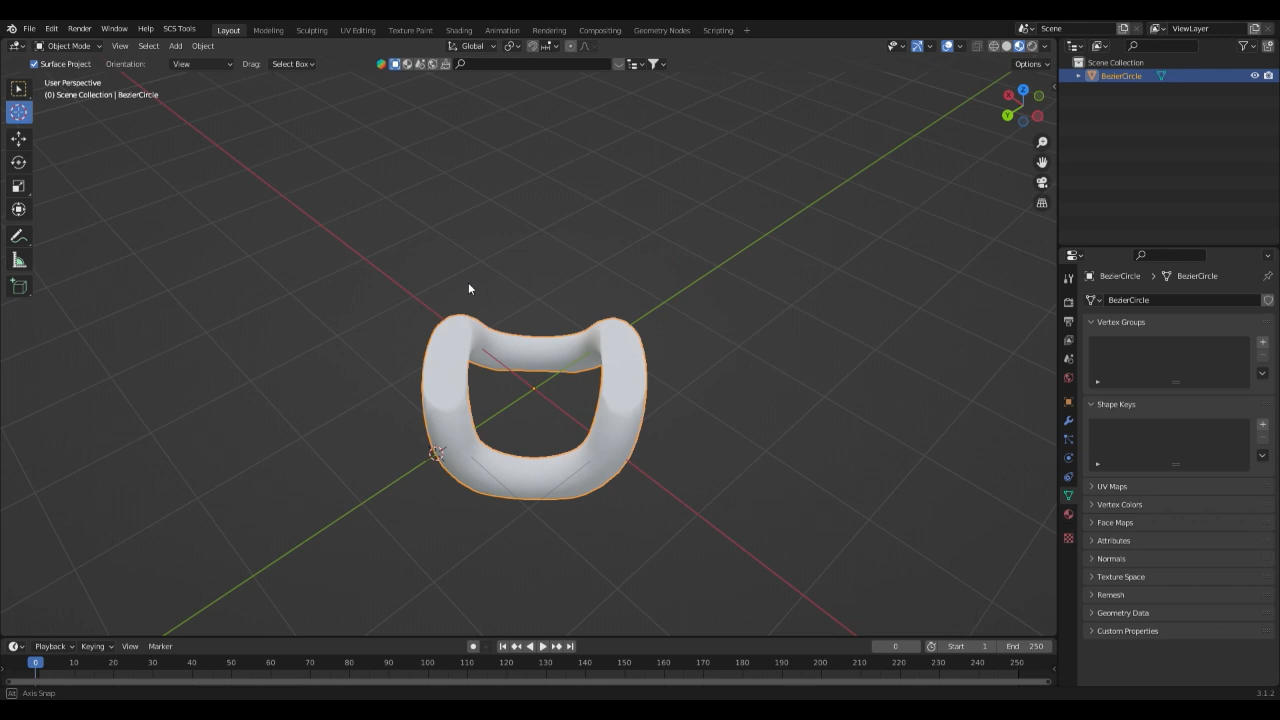 File Edit Render Window Help SCS Tools Layout Modeling Sculpting UV Editing Texture Paint Shading Animation Rendering Compositing Geometry Nodes Scripting + Scene ViewLayer
Object Mode View Select Add Object Global
Surface Project Orientation: View Drag: Select Box Options
User Perspective
(0) Scene Collection | BezierCircle
X
Y
Z
Scene Collection
BezierCircle
BezierCircle > BezierCircle
BezierCircle
Vertex Groups
Shape Keys
UV Maps
Vertex Colors
Face Maps
Attributes
Normals
Texture Space
Remesh
Geometry Data
Custom Properties
Playback Keying View Marker 0 Start 1 End 250
0 10 20 30 40 50 60 70 80 90 100 110 120 130 140 150 160 170 180 190 200 210 220 230 240 250
Alt Axis Snap 3.1.2